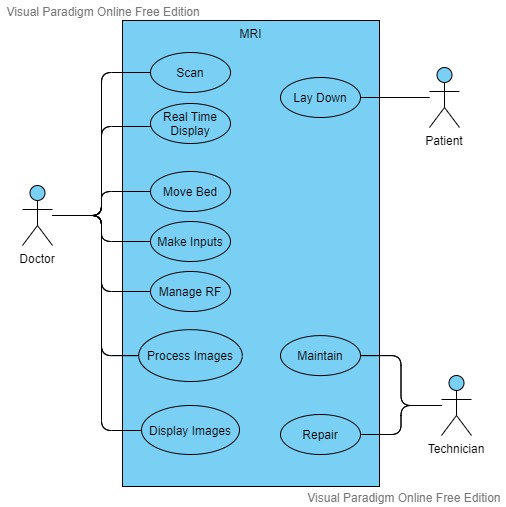 Visual Paradigm Online Free Edition
MRI
Scan
Lay Down
Real Time
Display
Patient
Move Bed
Make Inputs
Doctor
Manage RF
Process Images
Maintain
Display Images
Repair
Technician
Visual Paradigm Online Free Edition